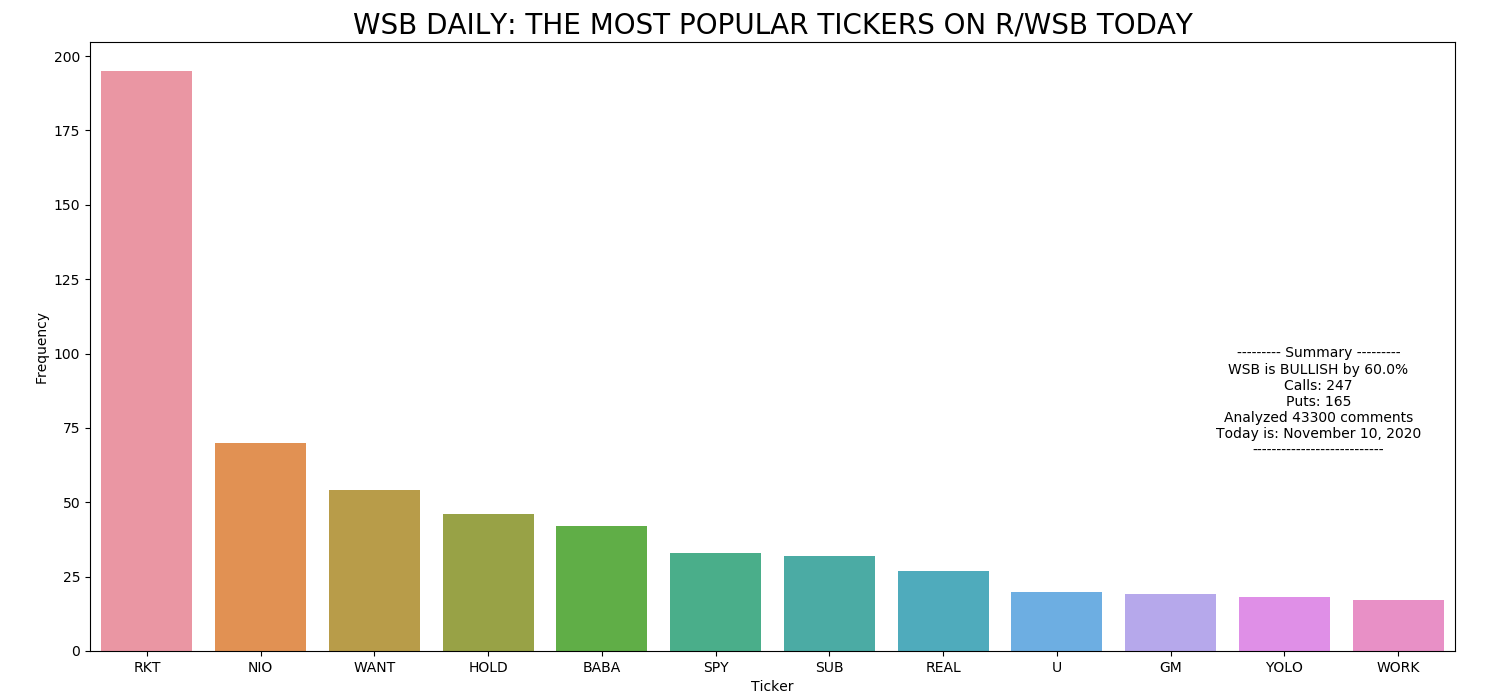 WSB DAILY: THE MOST POPULAR TICKERS ON R/WSB TODAY
200
175
150
125
100
75
50
25
0
Frequency
--------- Summary ---------
WSB is BULLISH by 60.0%
Calls: 247
Puts: 165
Analyzed 43300 comments
Today is: November 10, 2020
---------------------------
RKT NIO WANT HOLD BABA SPY SUB REAL U GM YOLO WORK
Ticker